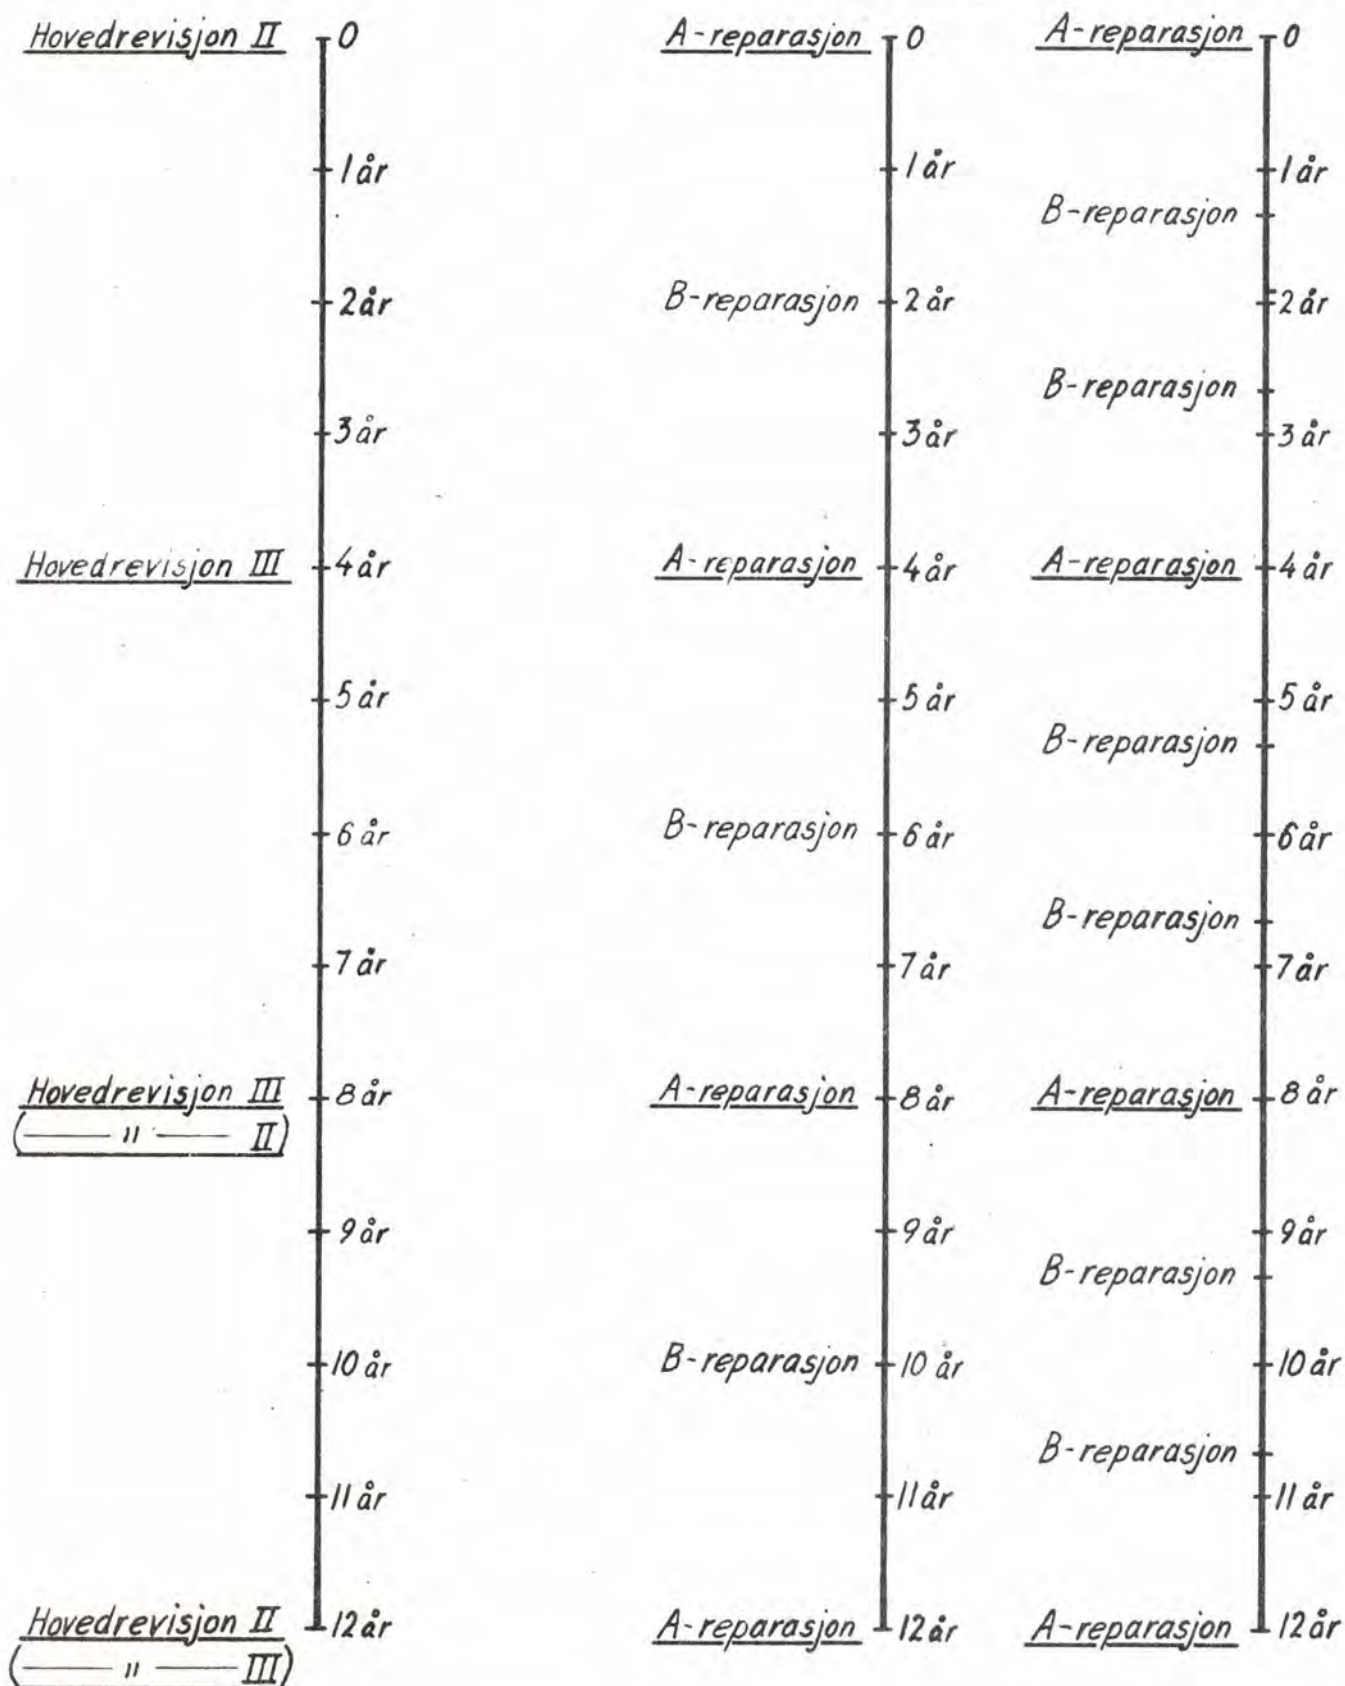 Hovedrevisjon II 0
1 år
2 år
3 år
Hovedrevisjon III 4 år
5 år
6 år
7 år
Hovedrevisjon III 8 år
(—— " —— II)
9 år
10 år
11 år
Hovedrevisjon II 12 år
(—— " —— III)
A-reparasjon 0
1 år
B-reparasjon 2 år
3 år
A-reparasjon 4 år
5 år
B-reparasjon 6 år
7 år
A-reparasjon 8 år
9 år
B-reparasjon 10 år
11 år
A-reparasjon 12 år
A-reparasjon 0
1 år
B-reparasjon
2 år
B-reparasjon
3 år
A-reparasjon 4 år
5 år
B-reparasjon
6 år
B-reparasjon
7 år
A-reparasjon 8 år
9 år
B-reparasjon
10 år
B-reparasjon
11 år
A-reparasjon 12 år